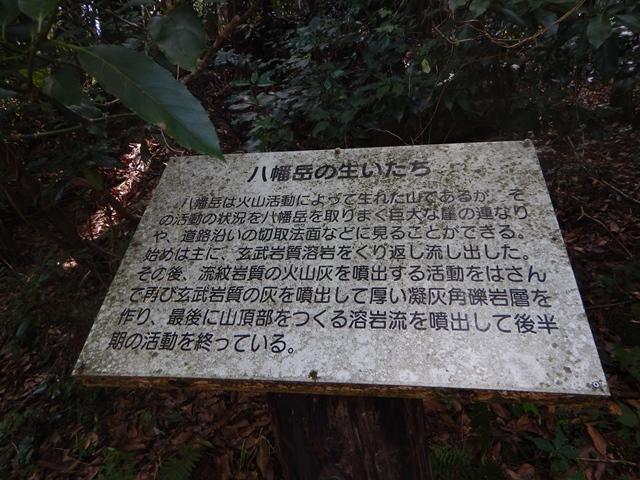 八幡岳の生いたち
八幡岳は火山活動によって生れた山であるが、そ
の活動の状況を八幡岳を取りまく巨大な崖の連なり
や、道路沿いの切取法面などに見ることができる。
始めは主に、玄武岩質溶岩をくり返し流し出した。
その後、流紋岩質の火山灰を噴出する活動をはさん
で再び玄武岩質の灰を噴出して厚い凝灰角礫岩層を
作り、最後に山頂部をつくる溶岩流を噴出して後半
期の活動を終っている。